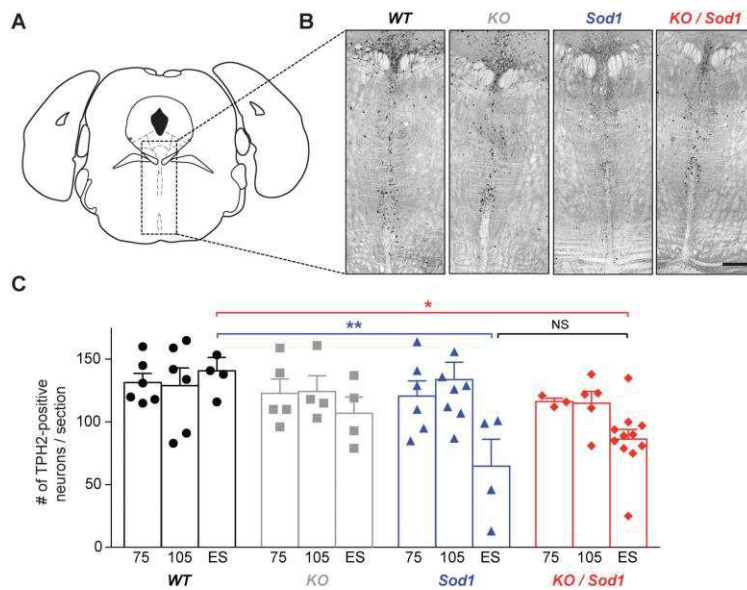 A
B
WT
KO
Sod1
KO / Sod1
C
*
**
NS
# of TPH2-positive
neurons / section
150
100
50
0
75 105 ES 75 105 ES 75 105 ES 75 105 ES
WT KO Sod1 KO / Sod1